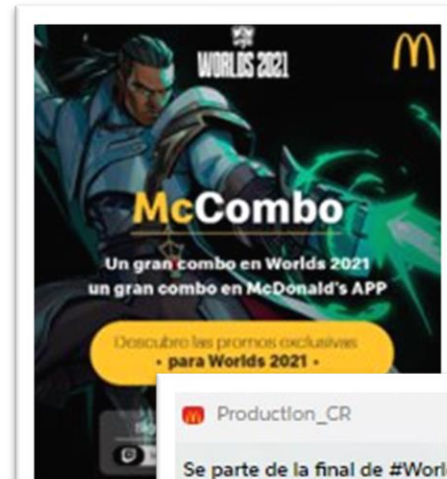 WORLDS 2021
McCombo
Un gran combo en Worlds 2021
un gran combo en McDonald's APP
Descubre las promos exclusivas
• para Worlds 2021 •
Production_CR
Se parte de la final de #Worl